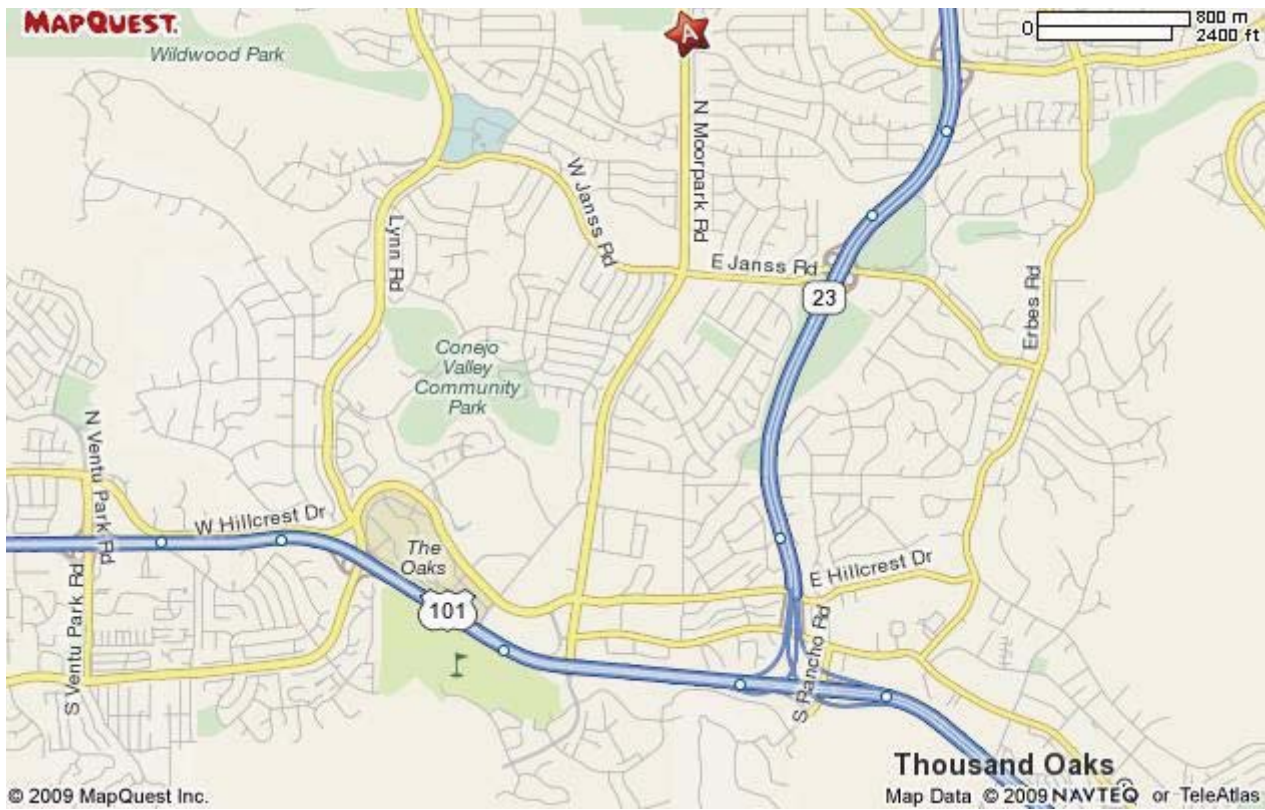 MAPQUEST.
A
0
800 m
2400 ft
Wildwood Park
N Moorpark Rd
W Janss Rd
Lynn Rd
E Janss Rd
23
Erbes Rd
Conejo
Valley
Community
Park
N Ventu Park Rd
W Hillcrest Dr
The
Oaks
E Hillcrest Dr
101
S Ventu Park Rd
S Rancho Rd
Thousand Oaks
© 2009 MapQuest Inc.
Map Data © 2009 NAVTEQ or TeleAtlas